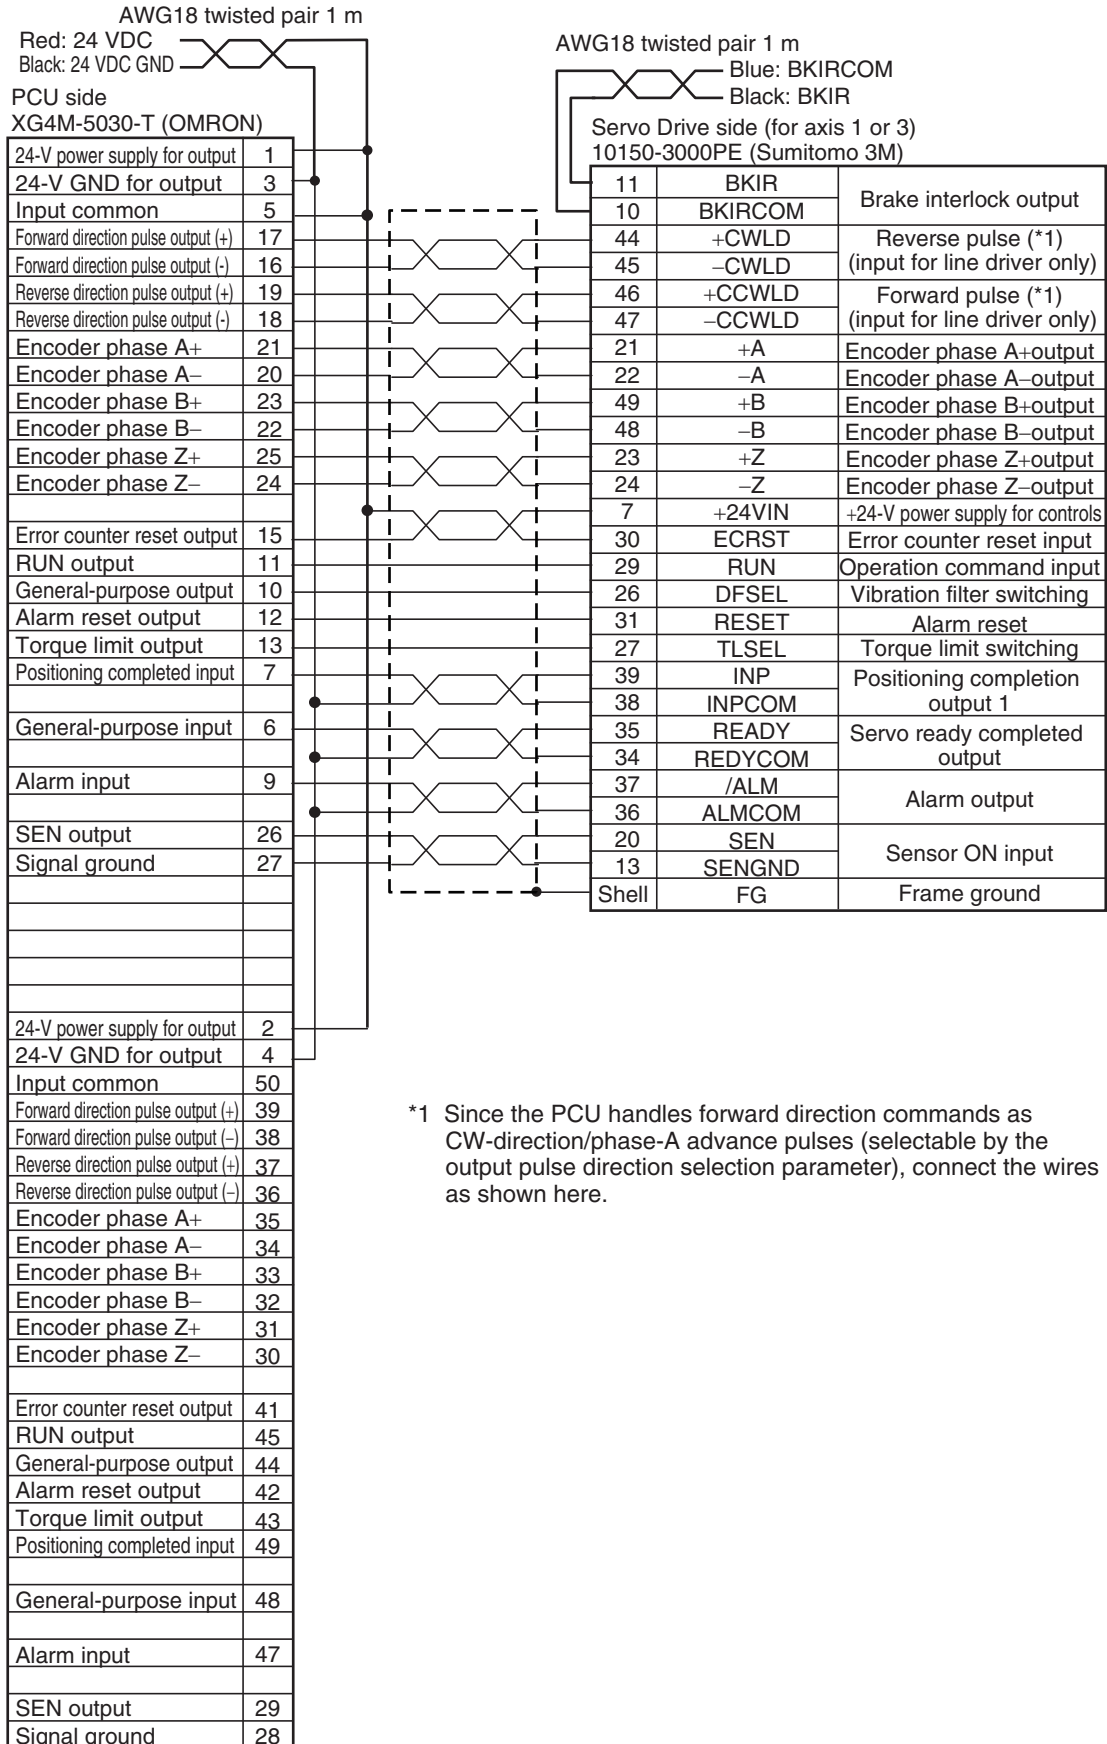 AWG18 twisted pair 1 m
Red: 24 VDC
Black: 24 VDC GND
PCU side
XG4M-5030-T (OMRON)
24-V power supply for output 1
24-V GND for output 3
Input common 5
Forward direction pulse output (+) 17
Forward direction pulse output (-) 16
Reverse direction pulse output (+) 19
Reverse direction pulse output (-) 18
Encoder phase A+ 21
Encoder phase A− 20
Encoder phase B+ 23
Encoder phase B− 22
Encoder phase Z+ 25
Encoder phase Z− 24
Error counter reset output 15
RUN output 11
General-purpose output 10
Alarm reset output 12
Torque limit output 13
Positioning completed input 7
General-purpose input 6
Alarm input 9
SEN output 26
Signal ground 27
24-V power supply for output 2
24-V GND for output 4
Input common 50
Forward direction pulse output (+) 39
Forward direction pulse output (−) 38
Reverse direction pulse output (+) 37
Reverse direction pulse output (−) 36
Encoder phase A+ 35
Encoder phase A− 34
Encoder phase B+ 33
Encoder phase B− 32
Encoder phase Z+ 31
Encoder phase Z− 30
Error counter reset output 41
RUN output 45
General-purpose output 44
Alarm reset output 42
Torque limit output 43
Positioning completed input 49
General-purpose input 48
Alarm input 47
SEN output 29
Signal ground 28
AWG18 twisted pair 1 m
Blue: BKIRCOM
Black: BKIR
Servo Drive side (for axis 1 or 3)
10150-3000PE (Sumitomo 3M)
11 BKIR Brake interlock output
10 BKIRCOM
44 +CWLD Reverse pulse (*1)
45 −CWLD (input for line driver only)
46 +CCWLD Forward pulse (*1)
47 −CCWLD (input for line driver only)
21 +A Encoder phase A+output
22 −A Encoder phase A−output
49 +B Encoder phase B+output
48 −B Encoder phase B−output
23 +Z Encoder phase Z+output
24 −Z Encoder phase Z−output
7 +24VIN +24-V power supply for controls
30 ECRST Error counter reset input
29 RUN Operation command input
26 DFSEL Vibration filter switching
31 RESET Alarm reset
27 TLSEL Torque limit switching
39 INP Positioning completion
38 INPCOM output 1
35 READY Servo ready completed
34 REDYCOM output
37 /ALM Alarm output
36 ALMCOM
20 SEN Sensor ON input
13 SENGND
Shell FG Frame ground
*1 Since the PCU handles forward direction commands as
CW-direction/phase-A advance pulses (selectable by the
output pulse direction selection parameter), connect the wires
as shown here.